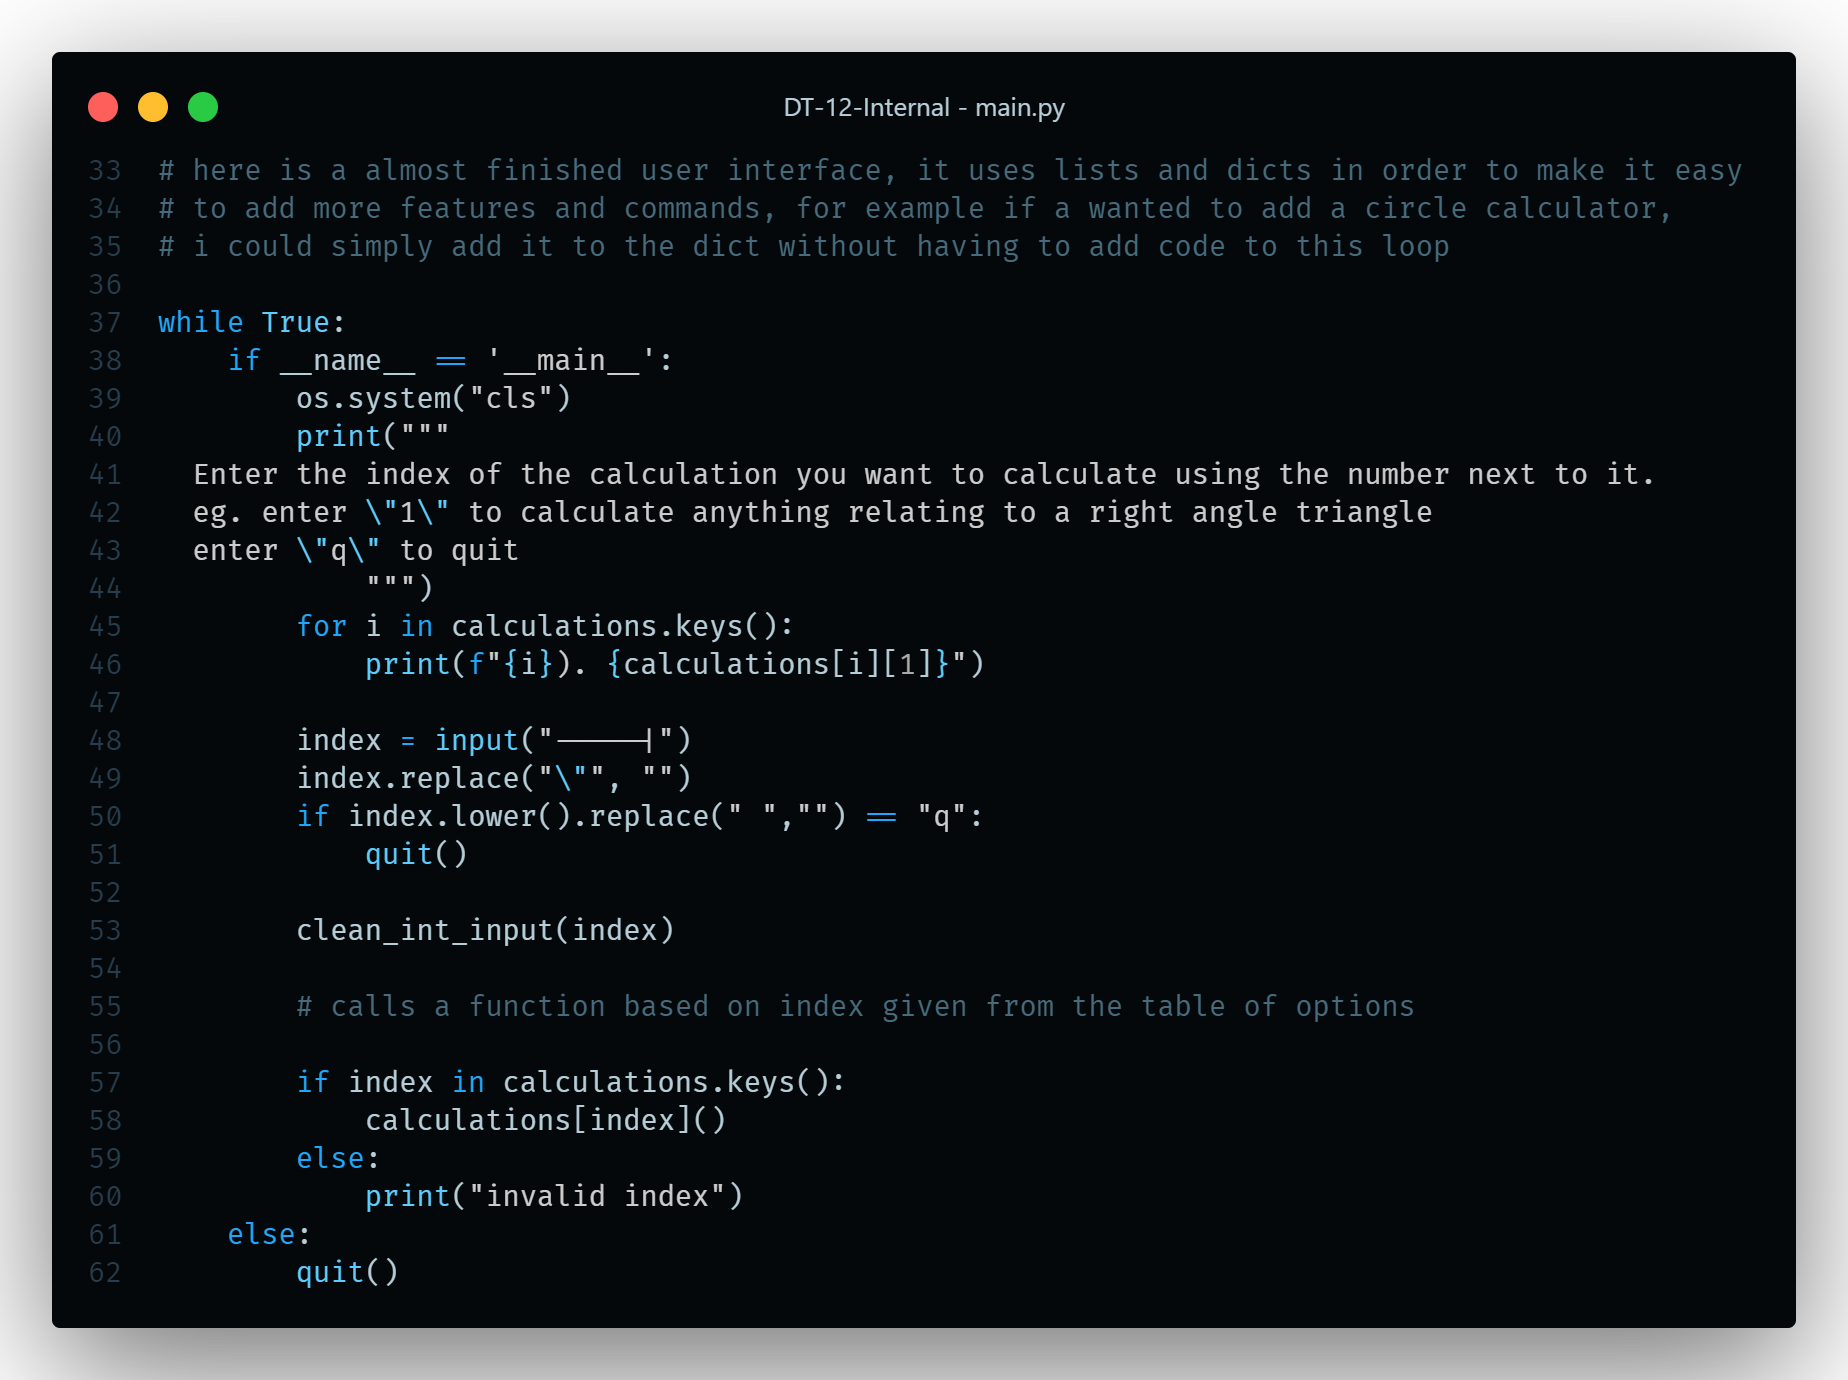 DT-12-Internal - main.py
33 # here is a almost finished user interface, it uses lists and dicts in order to make it easy
34 # to add more features and commands, for example if a wanted to add a circle calculator,
35 # i could simply add it to the dict without having to add code to this loop
36
37 while True:
38     if __name__ == '__main__':
39         os.system("cls")
40         print("""
41   Enter the index of the calculation you want to calculate using the number next to it.
42   eg. enter \"1\" to calculate anything relating to a right angle triangle
43   enter \"q\" to quit
44             """)
45         for i in calculations.keys():
46             print(f"{i}). {calculations[i][1]}")
47
48         index = input("-----|")
49         index.replace("\"", "")
50         if index.lower().replace(" ","") == "q":
51             quit()
52
53         clean_int_input(index)
54
55         # calls a function based on index given from the table of options
56
57         if index in calculations.keys():
58             calculations[index]()
59         else:
60             print("invalid index")
61     else:
62         quit()